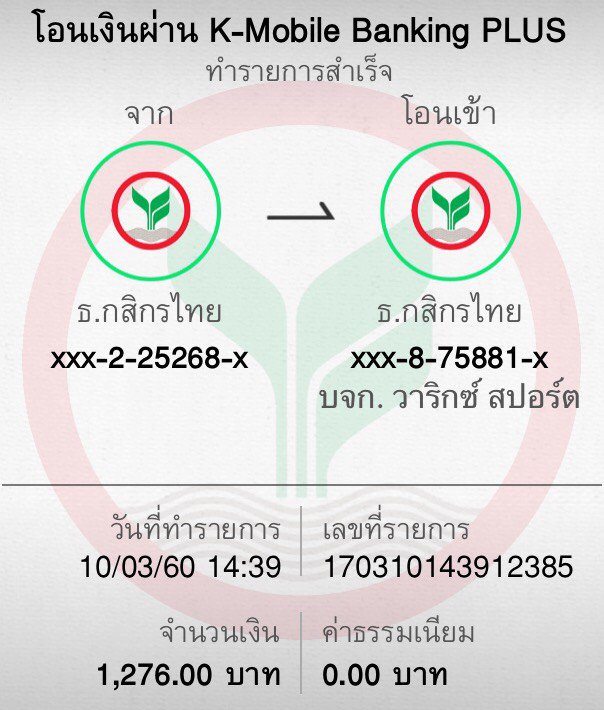 โอนเงินผ่าน K-Mobile Banking PLUS
ทำรายการสำเร็จ
จาก
โอนเข้า
ธ.กสิกรไทย
ธ.กสิกรไทย
xxx-2-25268-x
xxx-8-75881-x
บจก. วาริกซ์ สปอร์ต
วันที่ทำรายการ
เลขที่รายการ
10/03/60 14:39
170310143912385
จำนวนเงิน
ค่าธรรมเนียม
1,276.00 บาท
0.00 บาท